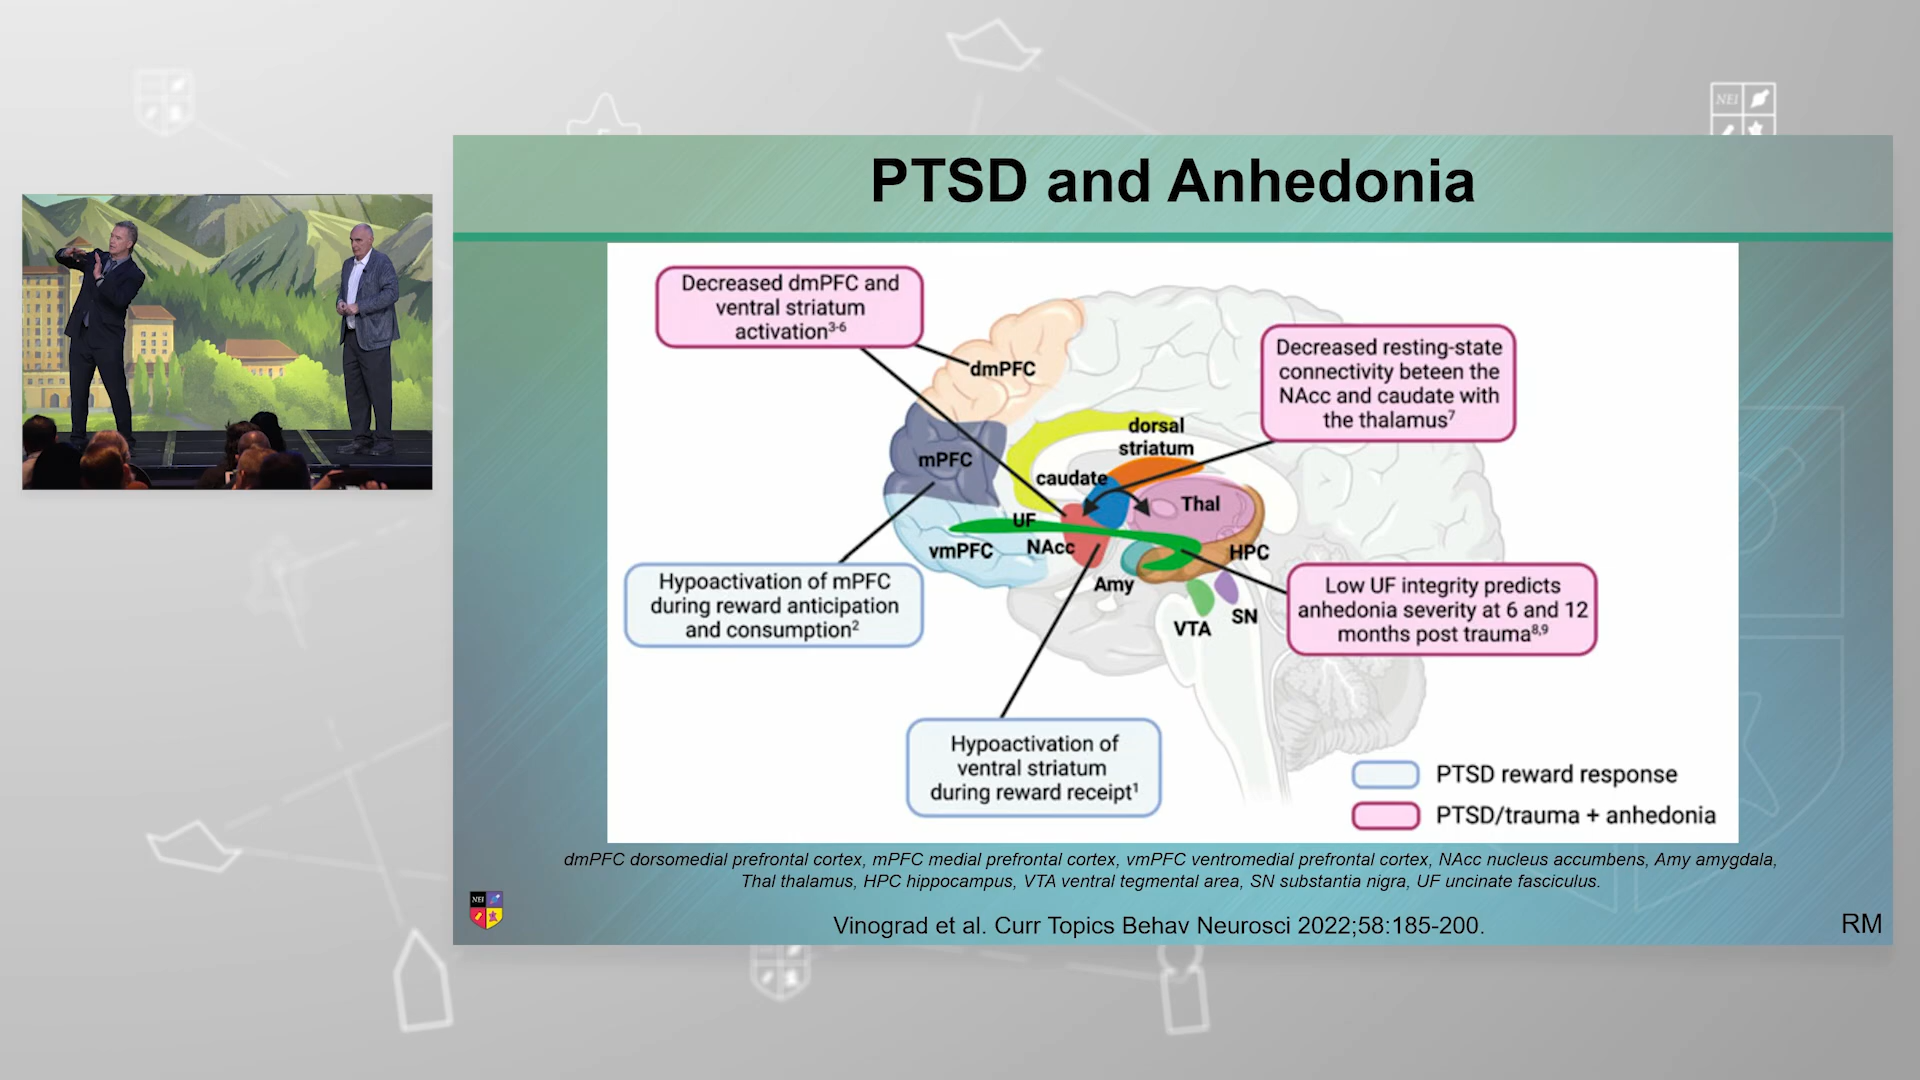 NEI
PTSD and Anhedonia
Decreased dmPFC and
ventral striatum
activation3-6
dmPFC
Decreased resting-state
connectivity beteen the
NAcc and caudate with
the thalamus7
dorsal
striatum
mPFC
caudate
Thal
UF
vmPFC
NAcc
HPC
Amy
Hypoactivation of mPFC
during reward anticipation
and consumption2
Low UF integrity predicts
anhedonia severity at 6 and 12
months post trauma8,9
SN
VTA
Hypoactivation of
ventral striatum
during reward receipt1
PTSD reward response
PTSD/trauma + anhedonia
dmPFC dorsomedial prefrontal cortex, mPFC medial prefrontal cortex, vmPFC ventromedial prefrontal cortex, NAcc nucleus accumbens, Amy amygdala,
Thal thalamus, HPC hippocampus, VTA ventral tegmental area, SN substantia nigra, UF uncinate fasciculus.
NEI
Vinograd et al. Curr Topics Behav Neurosci 2022;58:185-200.
RM